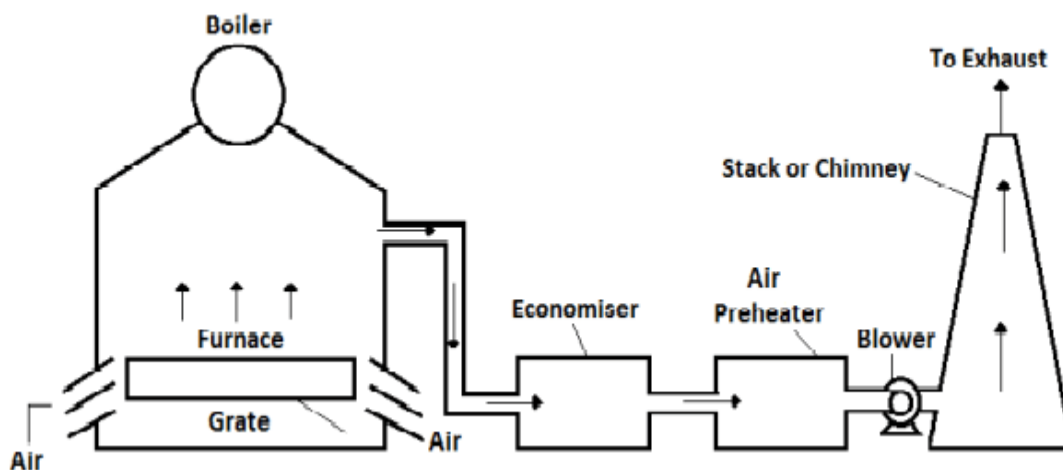 Boiler
To Exhaust
Stack or Chimney
Air
Preheater
Economiser
Blower
Furnace
Grate
Air
Air